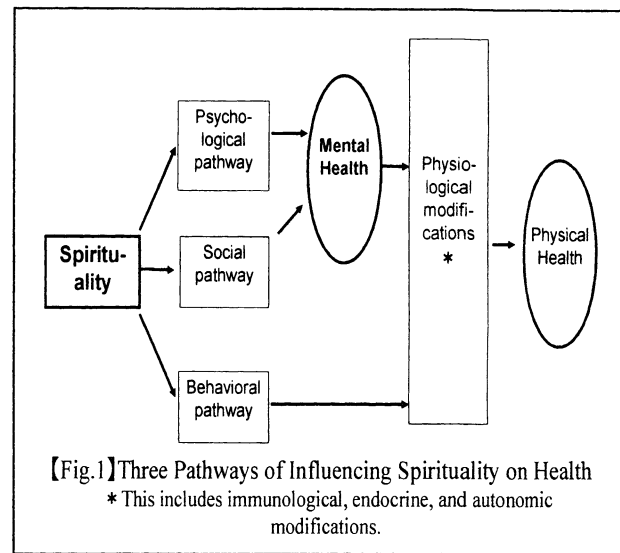 Psycho-
logical
pathway
Mental
Health
Physio-
logical
modifi-
cations
*
Physical
Health
Spiritu-
ality
Social
pathway
Behavioral
pathway
【Fig.1】Three Pathways of Influencing Spirituality on Health
* This includes immunological, endocrine, and autonomic
modifications.